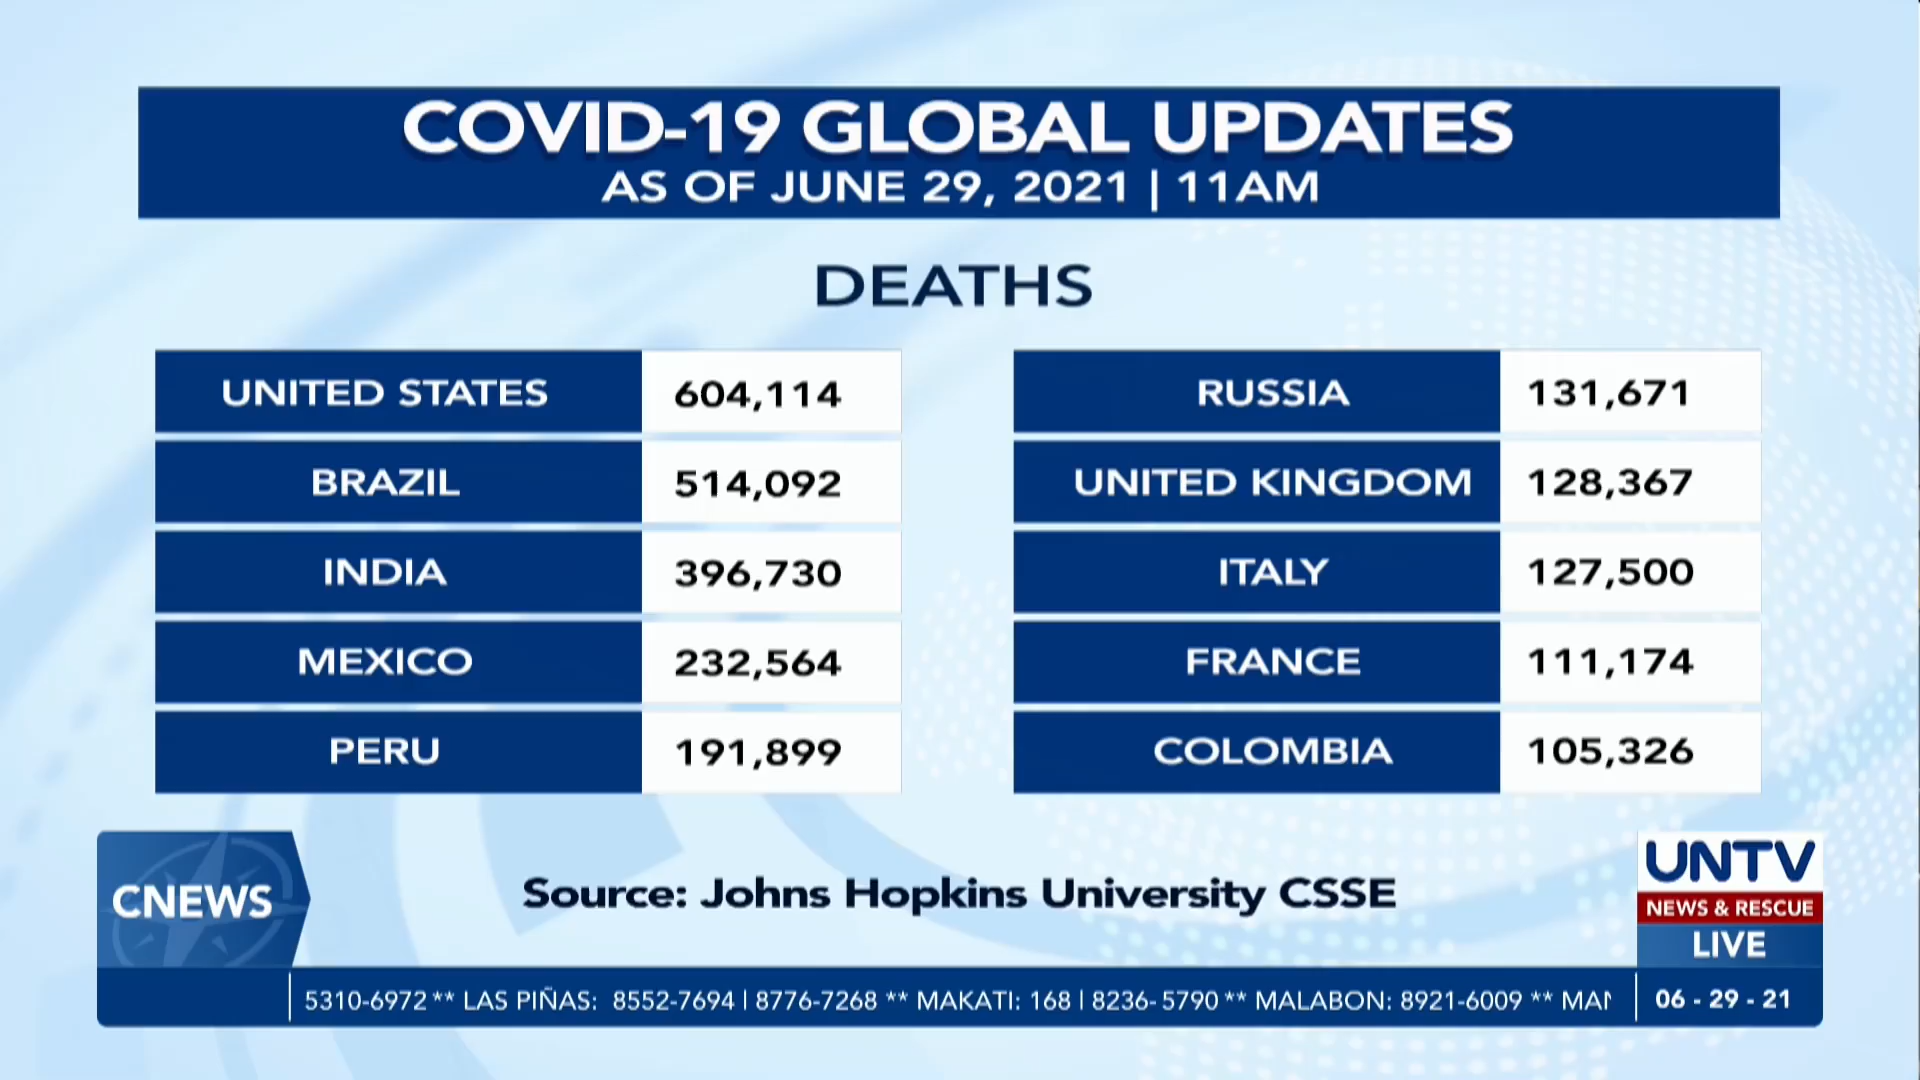 COVID-19 GLOBAL UPDATES
AS OF JUNE 29, 2021 | 11AM
DEATHS
UNITED STATES 604,114
BRAZIL 514,092
INDIA 396,730
MEXICO 232,564
PERU 191,899
RUSSIA 131,671
UNITED KINGDOM 128,367
ITALY 127,500
FRANCE 111,174
COLOMBIA 105,326
CNEWS
Source: Johns Hopkins University CSSE
UNTV
NEWS & RESCUE
LIVE
5310-6972 ** LAS PIÑAS: 8552-7694 | 8776-7268 ** MAKATI: 168 | 8236-5790 ** MALABON: 8921-6009 **
06 - 29 - 21